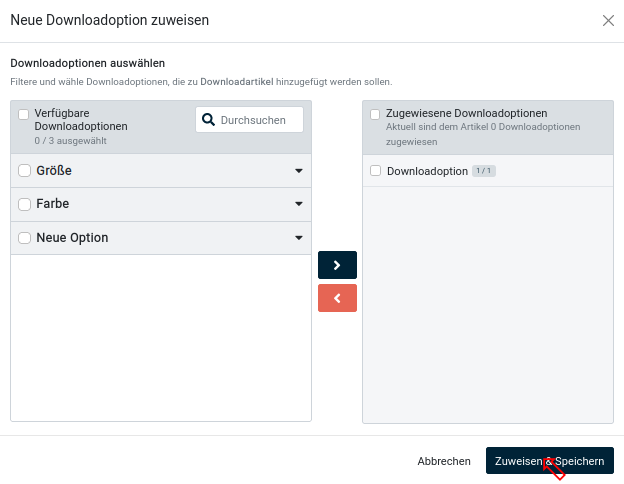 Neue Downloadoption zuweisen
Downloadoptionen auswählen
Filtere und wähle Downloadoptionen, die zu Downloadartikel hinzugefügt werden sollen.
Verfügbare
Downloadoptionen
0 / 3 ausgewählt
Durchsuchen
Größe
Farbe
Neue Option
Zugewiesene Downloadoptionen
Aktuell sind dem Artikel 0 Downloadoptionen
zugewiesen
Downloadoption 1 / 1
Abbrechen
Zuweisen & Speichern